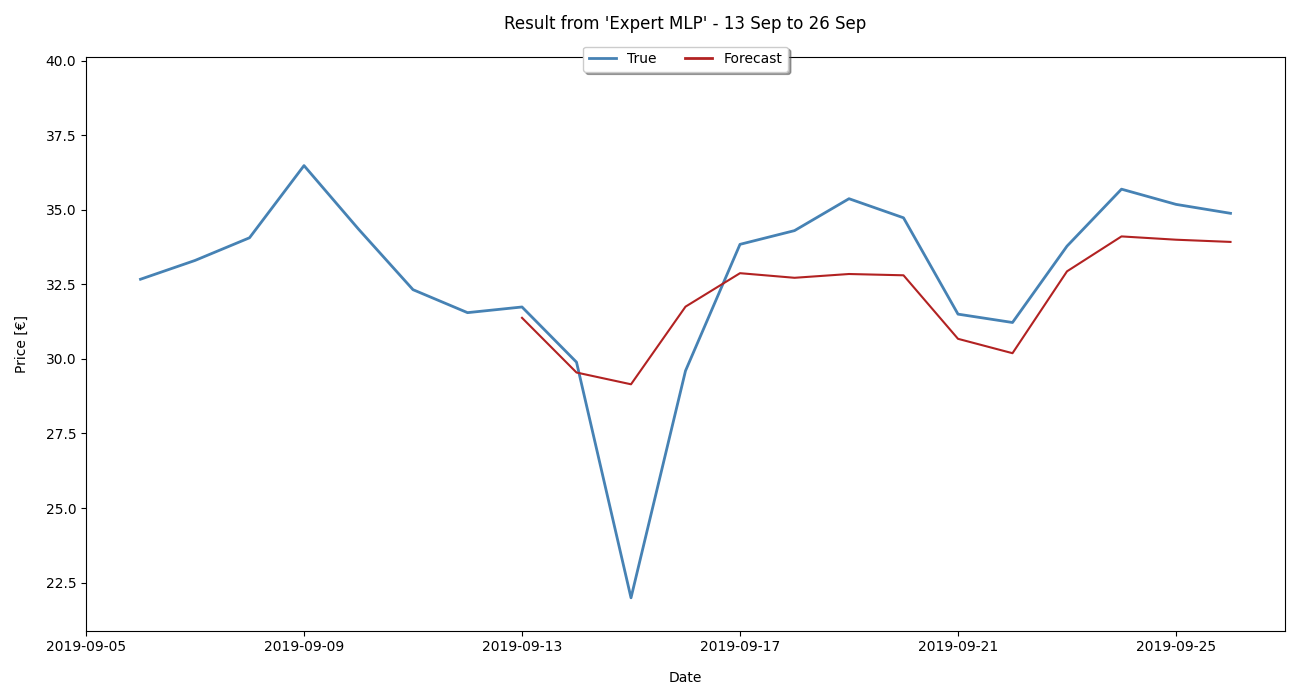 Result from 'Expert MLP' - 13 Sep to 26 Sep
True Forecast
40.0
37.5
35.0
32.5
30.0
27.5
25.0
22.5
Price [€]
2019-09-05 2019-09-09 2019-09-13 2019-09-17 2019-09-21 2019-09-25
Date